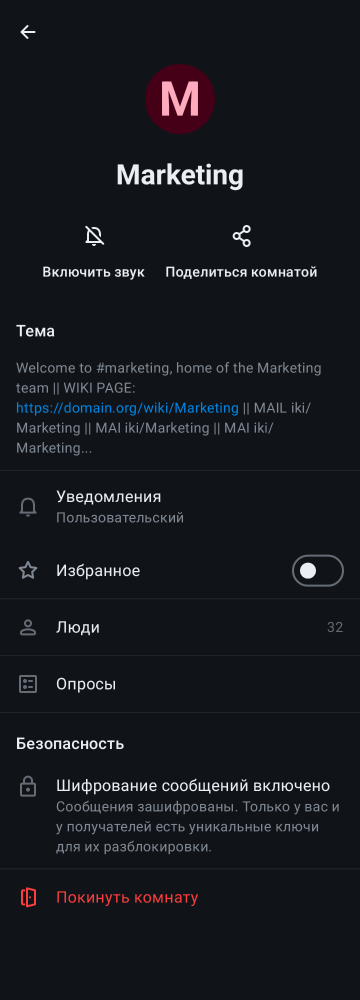 M
Marketing
Включить звук
Поделиться комнатой
Тема
Welcome to #marketing, home of the Marketing
team || WIKI PAGE:
https://domain.org/wiki/Marketing || MAIL iki/
Marketing || MAI iki/Marketing || MAI iki/
Marketing...
Уведомления
Пользовательский
Избранное
Люди 32
Опросы
Безопасность
Шифрование сообщений включено
Сообщения зашифрованы. Только у вас и
у получателей есть уникальные ключи
для их разблокировки.
Покинуть комнату